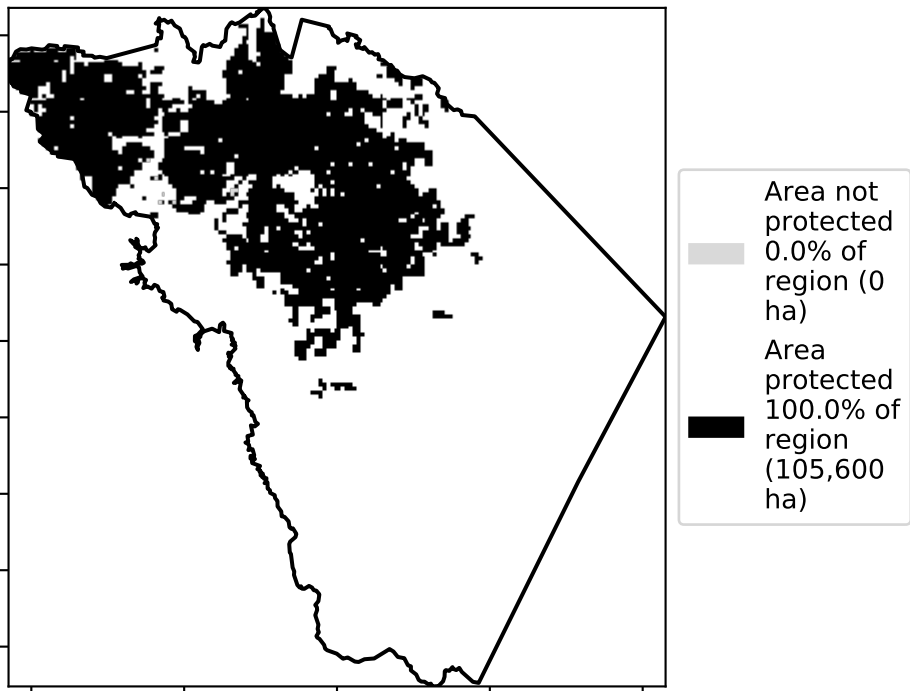 Area not
protected
0.0% of
region (0
ha)
Area
protected
100.0% of
region
(105,600
ha)